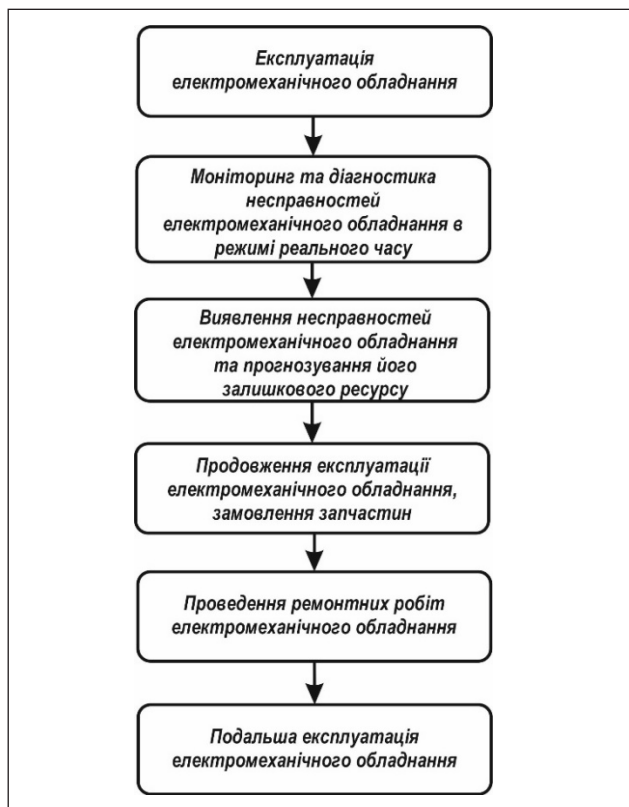 Експлуатація
електромеханічного обладнання
Моніторинг та діагностика
несправностей
електромеханічного обладнання в
режимі реального часу
Виявлення несправностей
електромеханічного обладнання
та прогнозування його
залишкового ресурсу
Продовження експлуатації
електромеханічного обладнання,
замовлення запчастин
Проведення ремонтних робіт
електромеханічного обладнання
Подальша експлуатація
електромеханічного обладнання